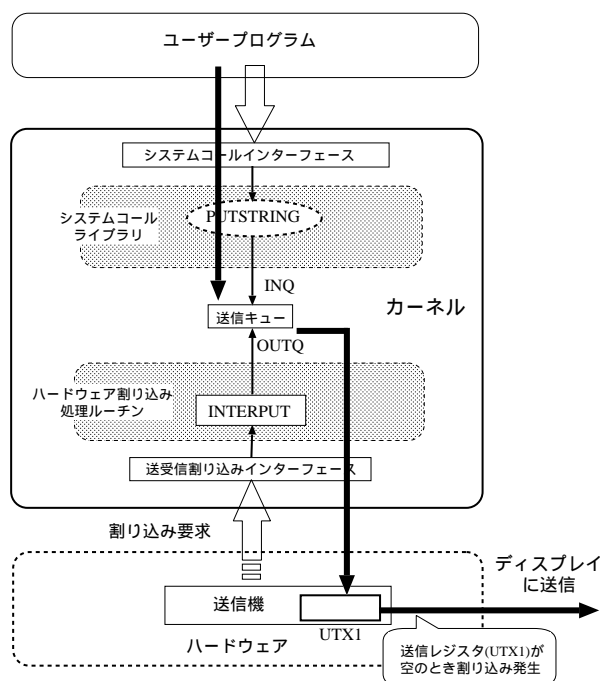 ユーザープログラム
システムコールインターフェース
システムコール
ライブラリ
PUTSTRING
INQ
カーネル
送信キュー
OUTQ
ハードウェア割り込み
処理ルーチン
INTERPUT
送受信割り込みインターフェース
割り込み要求
ディスプレイ
に送信
送信機
UTX1
ハードウェア
送信レジスタ(UTX1)が
空のとき割り込み発生